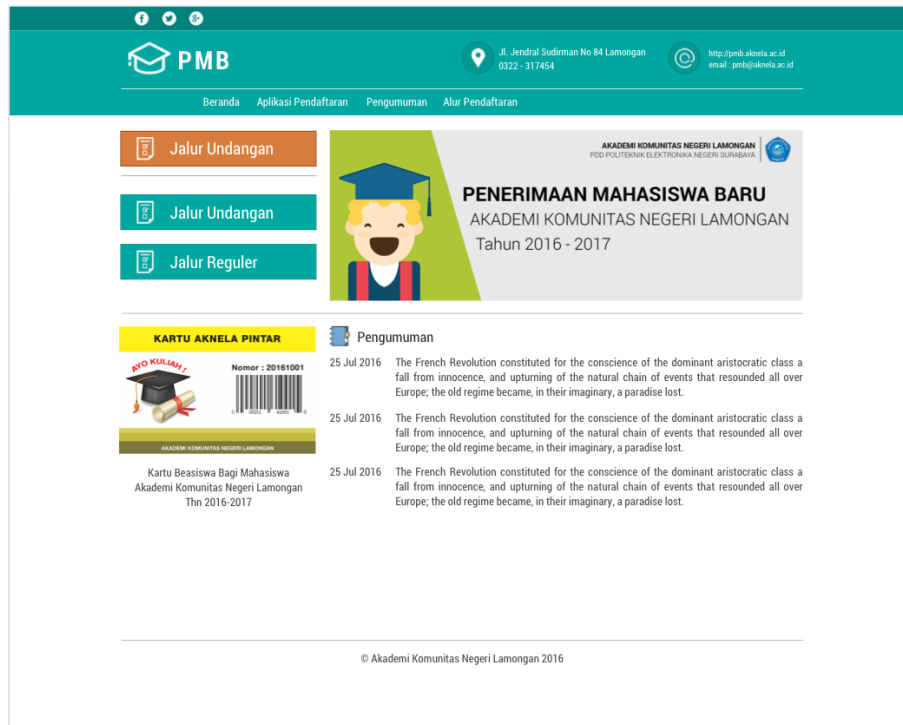 PMB
Jl. Jendral Sudirman No 84 Lamongan
0322 - 317454
http://pmb.aknela.ac.id
email : pmb@aknela.ac.id
Beranda Aplikasi Pendaftaran Pengumuman Alur Pendaftaran
Jalur Undangan
Jalur Undangan
Jalur Reguler
AKADEMI KOMUNITAS NEGERI LAMONGAN
PDD POLITEKNIK ELEKTRONIKA NEGERI SURABAYA
PENERIMAAN MAHASISWA BARU
AKADEMI KOMUNITAS NEGERI LAMONGAN
Tahun 2016 - 2017
KARTU AKNELA PINTAR
AYO KULIAH !
Nomor : 20161001
AKADEMI KOMUNITAS NEGERI LAMONGAN
Kartu Beasiswa Bagi Mahasiswa
Akademi Komunitas Negeri Lamongan
Thn 2016-2017
Pengumuman
25 Jul 2016 The French Revolution constituted for the conscience of the dominant aristocratic class a
fall from innocence, and upturning of the natural chain of events that resounded all over
Europe; the old regime became, in their imaginary, a paradise lost.
25 Jul 2016 The French Revolution constituted for the conscience of the dominant aristocratic class a
fall from innocence, and upturning of the natural chain of events that resounded all over
Europe; the old regime became, in their imaginary, a paradise lost.
25 Jul 2016 The French Revolution constituted for the conscience of the dominant aristocratic class a
fall from innocence, and upturning of the natural chain of events that resounded all over
Europe; the old regime became, in their imaginary, a paradise lost.
© Akademi Komunitas Negeri Lamongan 2016